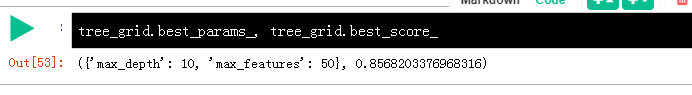 Markdown Code
: tree_grid.best_params_, tree_grid.best_score_
Out[53]: ({'max_depth': 10, 'max_features': 50}, 0.8568203376968316)